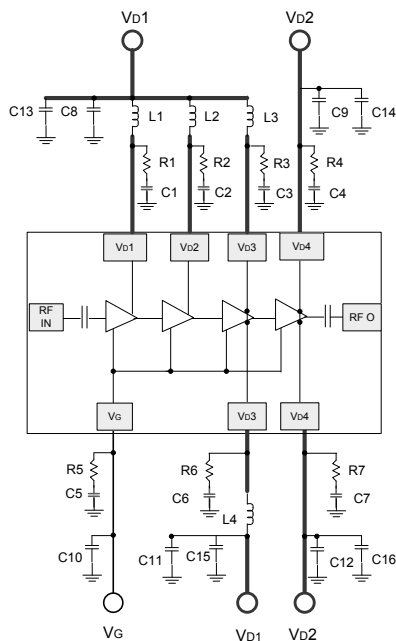 VD1 VD2
C13 C8 L1 L2 L3 C9 C14
R1 R2 R3 R4
C1 C2 C3 C4
VD1 VD2 VD3 VD4
RF IN RF O
VG VD3 VD4
R5 R6 R7
C5 C6 C7
L4
C10 C11 C15 C12 C16
VG VD1 VD2